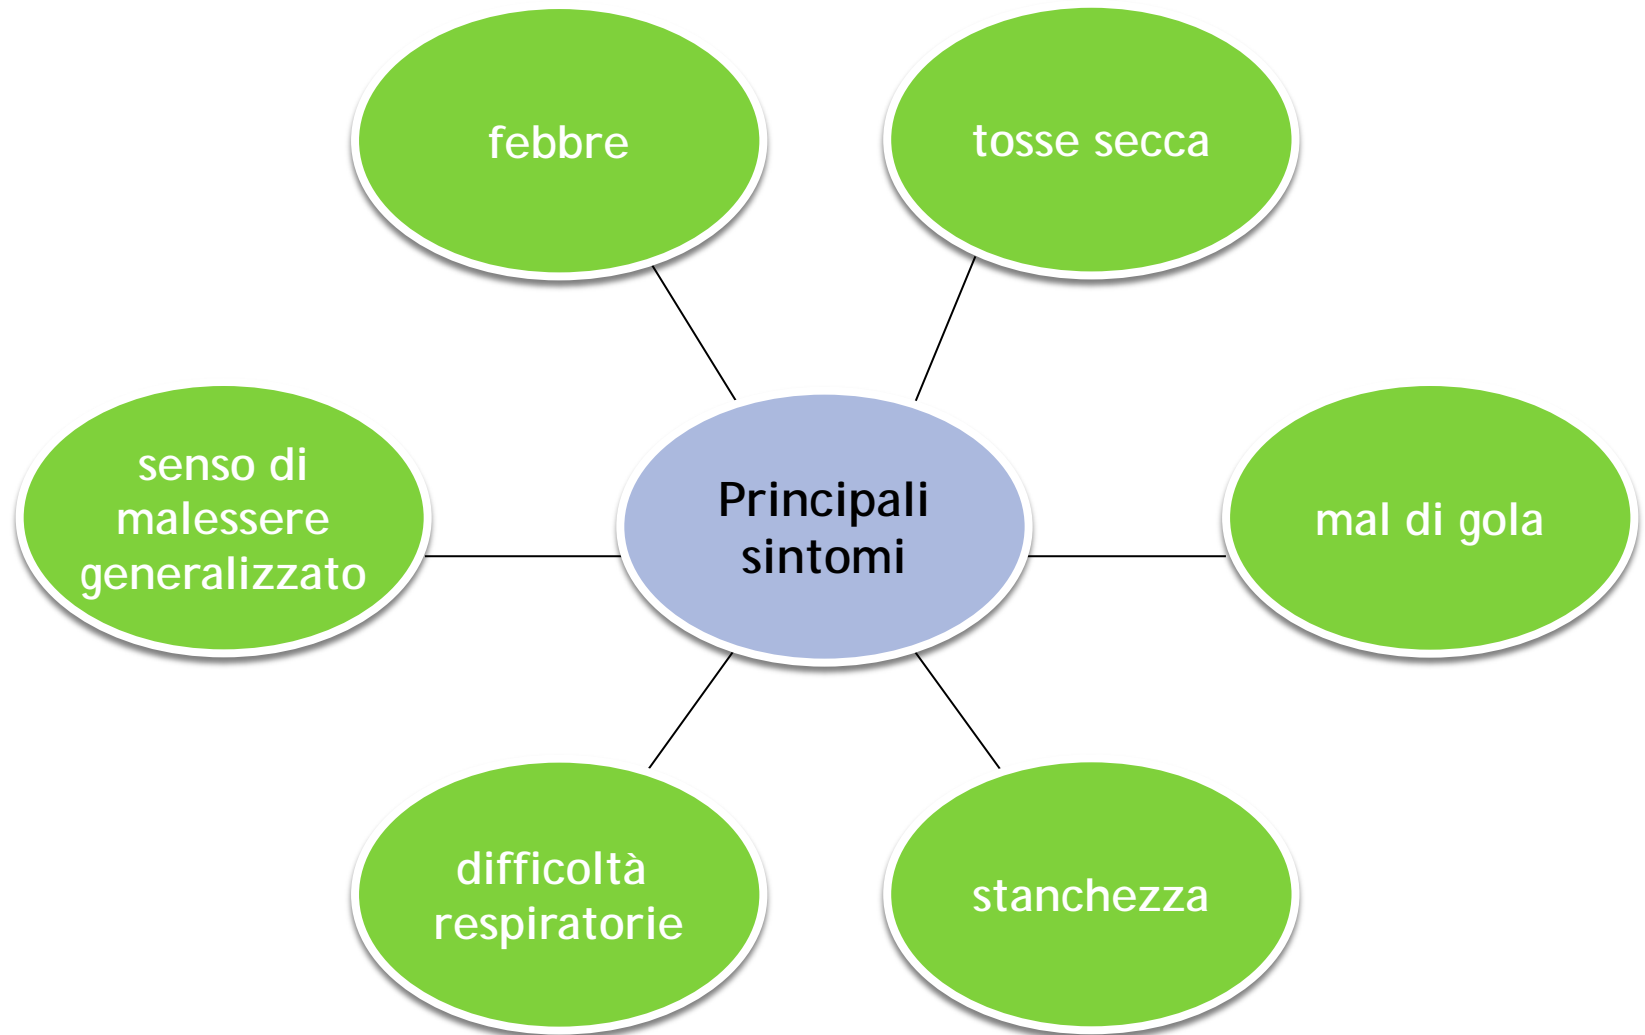 febbre
tosse secca
senso di
malessere
generalizzato
Principali
sintomi
mal di gola
difficoltà
respiratorie
stanchezza